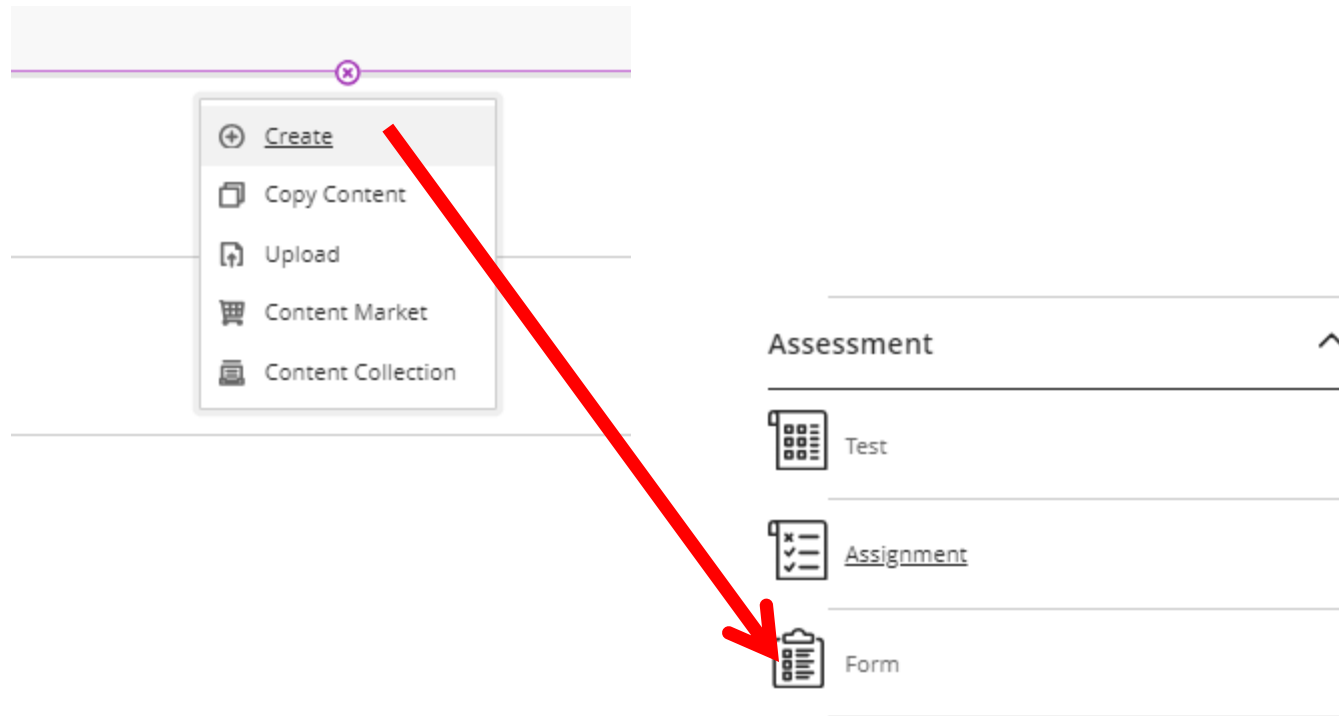 Create
Copy Content
Upload
Content Market
Content Collection
Assessment
Test
Assignment
Form